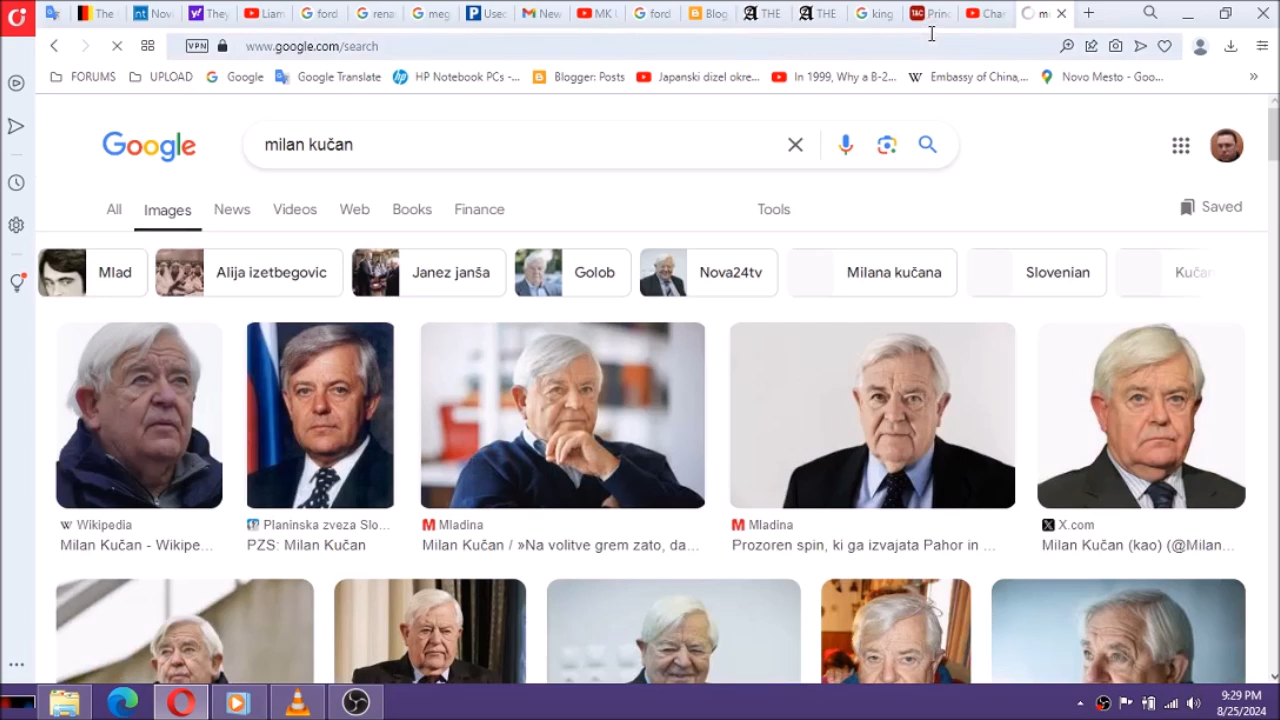 The
Nov
They
Liam
ford
rena
meg
Used
New
MK
ford
Blog
THE
THE
king
T&C Princ
Char
VPN www.google.com/search
FORUMS UPLOAD Google Google Translate HP Notebook PCs -... Blogger: Posts Japanski dizel okre... In 1999, Why a B-2... Embassy of China,... Novo Mesto - Goo... »
Google milan kučan
All Images News Videos Web Books Finance Tools Saved
Mlad Alija izetbegovic Janez janša Golob Nova24tv Milana kučana Slovenian Kučan
Wikipedia
Milan Kučan - Wikipe...
Planinska zveza Slo...
PZS: Milan Kučan
Mladina
Milan Kučan / »Na volitve grem zato, da...
Mladina
Prozoren spin, ki ga izvajata Pahor in ...
X.com
Milan Kučan (kao) (@Milan...
9:29 PM
8/25/2024